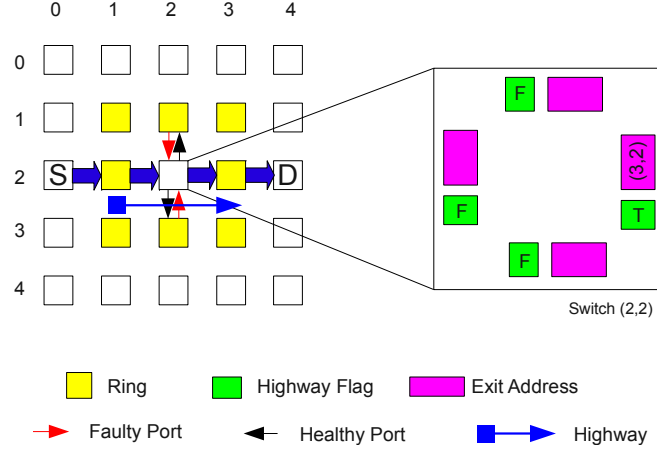 0 1 2 3 4
0
1
2 S D
3
4
F
(3,2)
F T
F
Switch (2,2)
Ring Highway Flag Exit Address
Faulty Port Healthy Port Highway